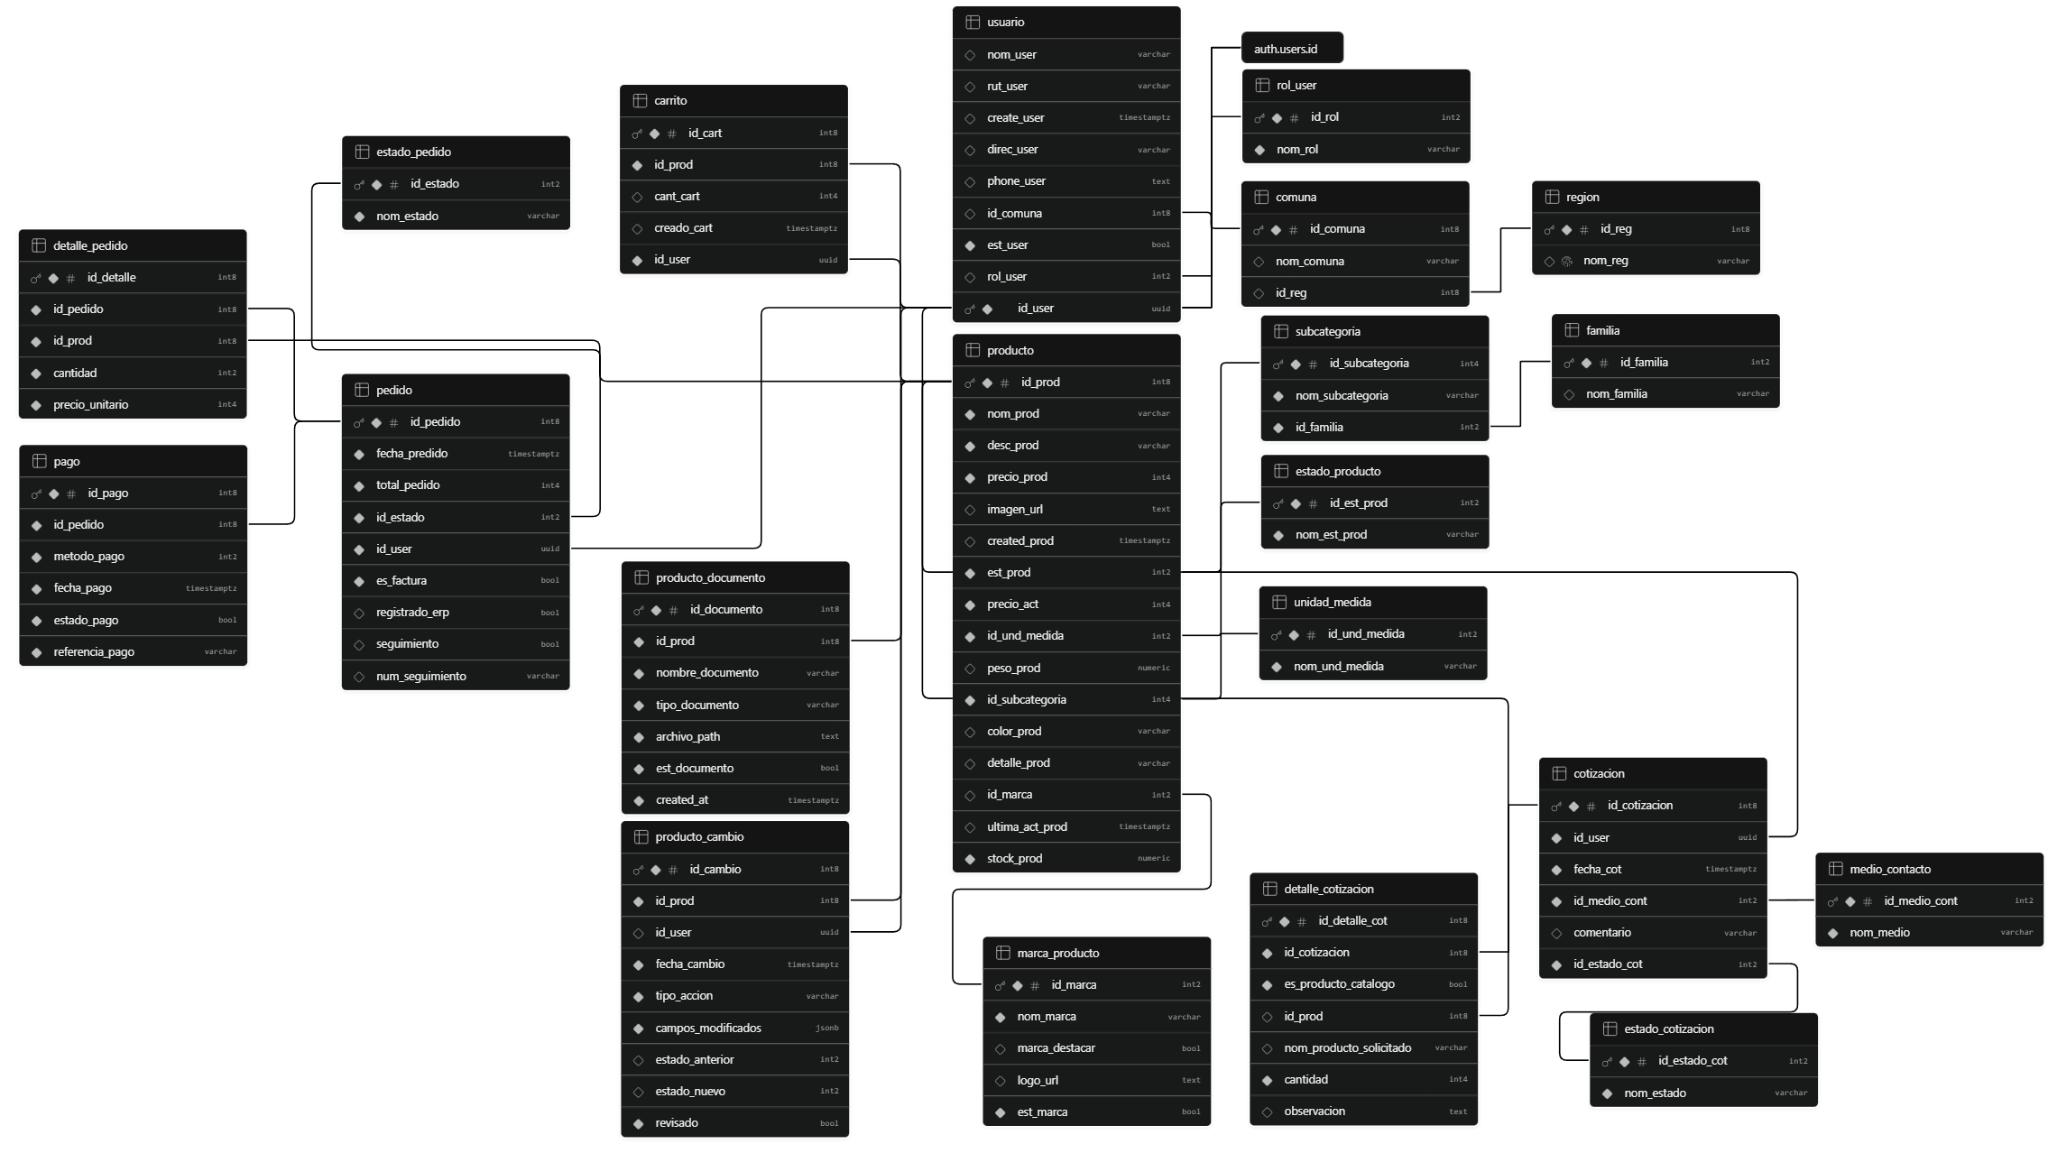 usuario
nom_user varchar
rut_user varchar
create_user timestamptz
direc_user varchar
phone_user text
id_comuna int8
est_user bool
rol_user int2
id_user uuid
auth.users.id
rol_user
id_rol int2
nom_rol varchar
carrito
id_cart int8
id_prod int8
cant_cart int4
creado_cart timestamptz
id_user uuid
estado_pedido
id_estado int2
nom_estado varchar
comuna
id_comuna int8
nom_comuna varchar
id_reg int8
region
id_reg int8
nom_reg varchar
detalle_pedido
id_detalle int8
id_pedido int8
id_prod int8
cantidad int2
precio_unitario int4
subcategoria
id_subcategoria int4
nom_subcategoria varchar
id_familia int2
familia
id_familia int2
nom_familia varchar
producto
id_prod int8
nom_prod varchar
desc_prod varchar
precio_prod int4
imagen_url text
created_prod timestamptz
est_prod int2
precio_act int4
id_und_medida int2
peso_prod numeric
id_subcategoria int4
color_prod varchar
detalle_prod varchar
id_marca int2
ultima_act_prod timestamptz
stock_prod numeric
pedido
id_pedido int8
fecha_predido timestamptz
total_pedido int4
id_estado int2
id_user uuid
es_factura bool
registrado_erp bool
seguimiento bool
num_seguimiento varchar
pago
id_pago int8
id_pedido int8
metodo_pago int2
fecha_pago timestamptz
estado_pago bool
referencia_pago varchar
estado_producto
id_est_prod int2
nom_est_prod varchar
producto_documento
id_documento int8
id_prod int8
nombre_documento varchar
tipo_documento varchar
archivo_path text
est_documento bool
created_at timestamptz
unidad_medida
id_und_medida int2
nom_und_medida varchar
cotizacion
id_cotizacion int8
id_user uuid
fecha_cot timestamptz
id_medio_cont int2
comentario varchar
id_estado_cot int2
producto_cambio
id_cambio int8
id_prod int8
id_user uuid
fecha_cambio timestamptz
tipo_accion varchar
campos_modificados jsonb
estado_anterior int2
estado_nuevo int2
revisado bool
medio_contacto
id_medio_cont int2
nom_medio varchar
detalle_cotizacion
id_detalle_cot int8
id_cotizacion int8
es_producto_catalogo bool
id_prod int8
nom_producto_solicitado varchar
cantidad int4
observacion text
marca_producto
id_marca int2
nom_marca varchar
marca_destacar bool
logo_url text
est_marca bool
estado_cotizacion
id_estado_cot int2
nom_estado varchar